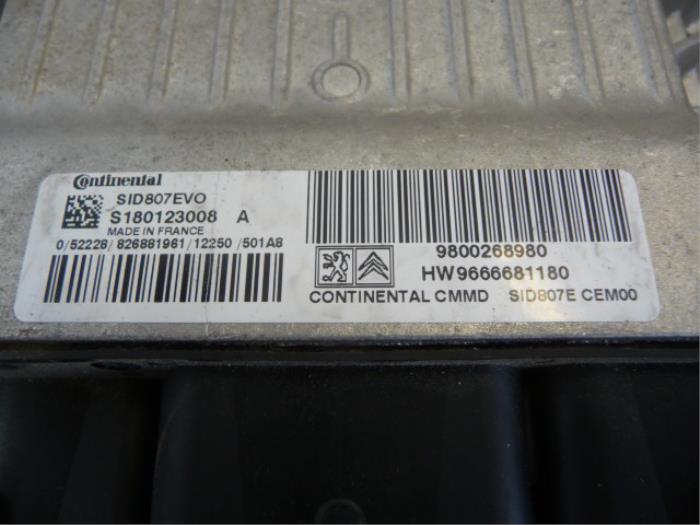 Continental
SID807EVO
S180123008 A
MADE IN FRANCE
0/52228/826881961/12250/501A8
9800268980
HW9666681180
CONTINENTAL CMMD SID807E CEM00